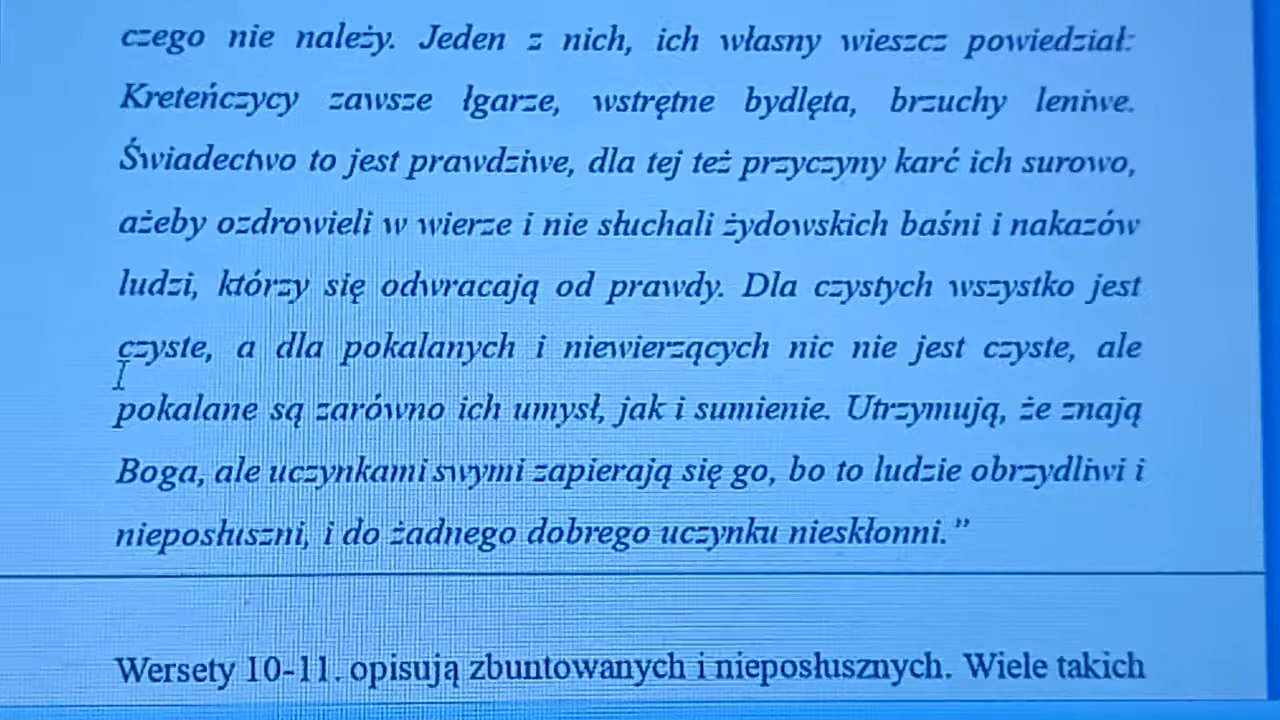 czego nie należy. Jeden z nich, ich własny wieszcz powiedział:
Kreteńczycy zawsze łgarze, wstrętne bydlęta, brzuchy leniwe.
Świadectwo to jest prawdziwe, dla tej też przyczyny karć ich surowo,
ażeby ozdrowieli w wierze i nie słuchali żydowskich baśni i nakazów
ludzi, którzy się odwracają od prawdy. Dla czystych wszystko jest
czyste, a dla pokalanych i niewierzących nic nie jest czyste, ale
pokalane są zarówno ich umysł, jak i sumienie. Utrzymują, że znają
Boga, ale uczynkami swymi zapierają się go, bo to ludzie obrzydliwi i
nieposłuszni, i do żadnego dobrego uczynku niesklonni.”
Wersety 10-11. opisują zbuntowanych i nieposłusznych. Wiele takich